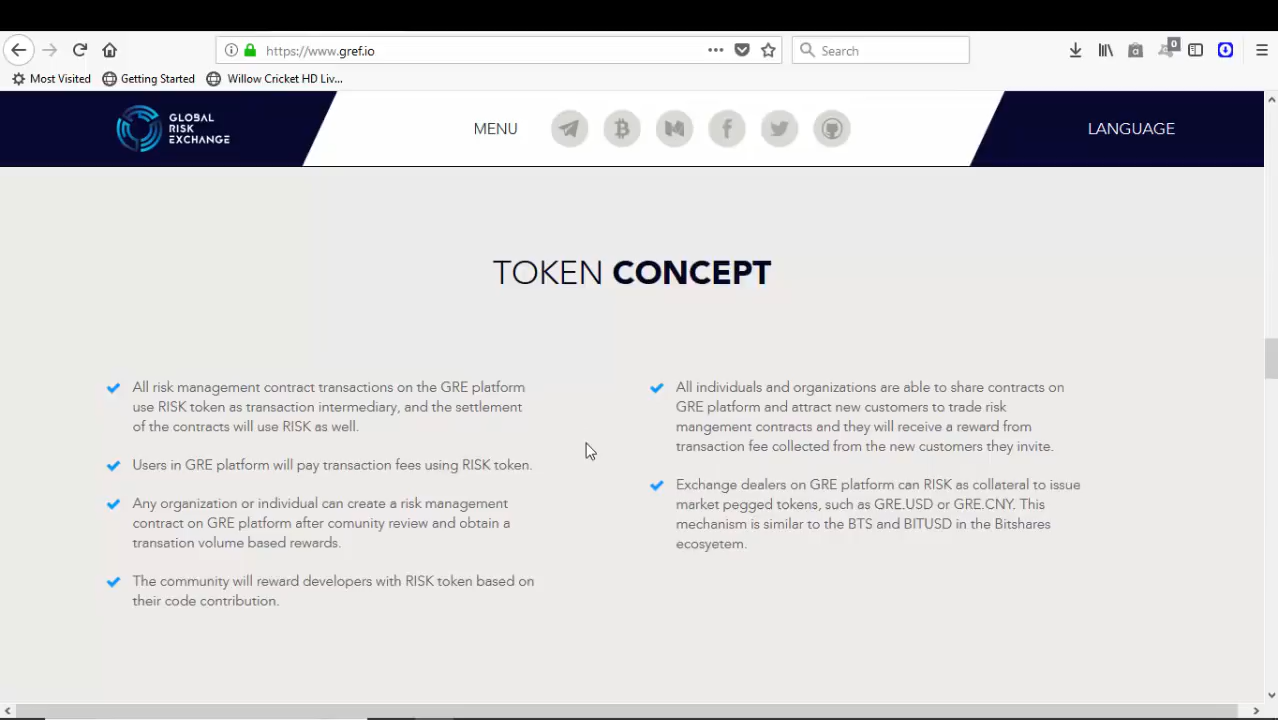 https://www.gref.io
Search
0
Most Visited
Getting Started
Willow Cricket HD Liv...
GLOBAL
RISK
EXCHANGE
MENU
LANGUAGE
TOKEN CONCEPT
All risk management contract transactions on the GRE platform
use RISK token as transaction intermediary, and the settlement
of the contracts will use RISK as well.
Users in GRE platform will pay transaction fees using RISK token.
Any organization or individual can create a risk management
contract on GRE platform after comunity review and obtain a
transation volume based rewards.
The community will reward developers with RISK token based on
their code contribution.
All individuals and organizations are able to share contracts on
GRE platform and attract new customers to trade risk
mangement contracts and they will receive a reward from
transaction fee collected from the new customers they invite.
Exchange dealers on GRE platform can RISK as collateral to issue
market pegged tokens, such as GRE.USD or GRE.CNY. This
mechanism is similar to the BTS and BITUSD in the Bitshares
ecosyetem.